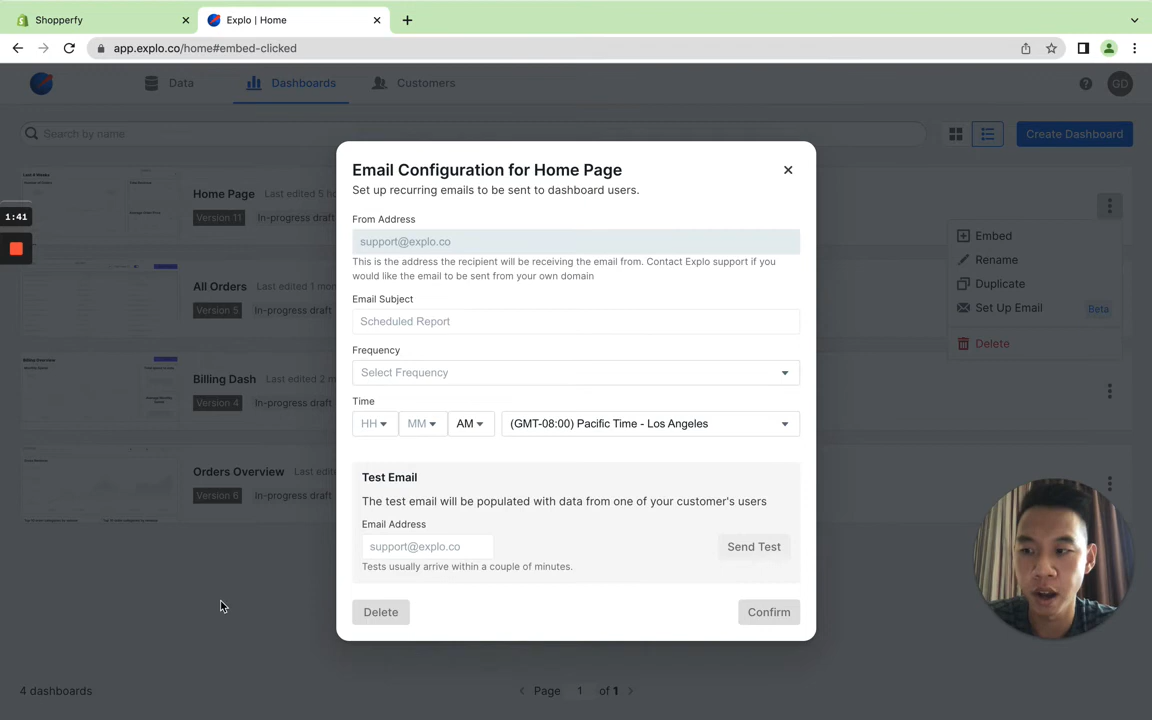 Shopperfy
Explo | Home
app.explo.co/home#embed-clicked
Data
Dashboards
Customers
GD
Search by name
Create Dashboard
Home Page Last edited 5 ho
Version 11 In-progress draft
1:41
All Orders Last edited 1 mon
Version 5 In-progress draft
Billing Dash Last edited 2 m
Version 4 In-progress draft
Orders Overview Last edite
Version 6 In-progress draft
Embed
Rename
Duplicate
Set Up Email Beta
Delete
Email Configuration for Home Page
Set up recurring emails to be sent to dashboard users.
From Address
support@explo.co
This is the address the recipient will be receiving the email from. Contact Explo support if you
would like the email to be sent from your own domain
Email Subject
Scheduled Report
Frequency
Select Frequency
Time
HH MM AM (GMT-08:00) Pacific Time - Los Angeles
Test Email
The test email will be populated with data from one of your customer's users
Email Address
support@explo.co
Send Test
Tests usually arrive within a couple of minutes.
Delete
Confirm
4 dashboards
Page 1 of 1